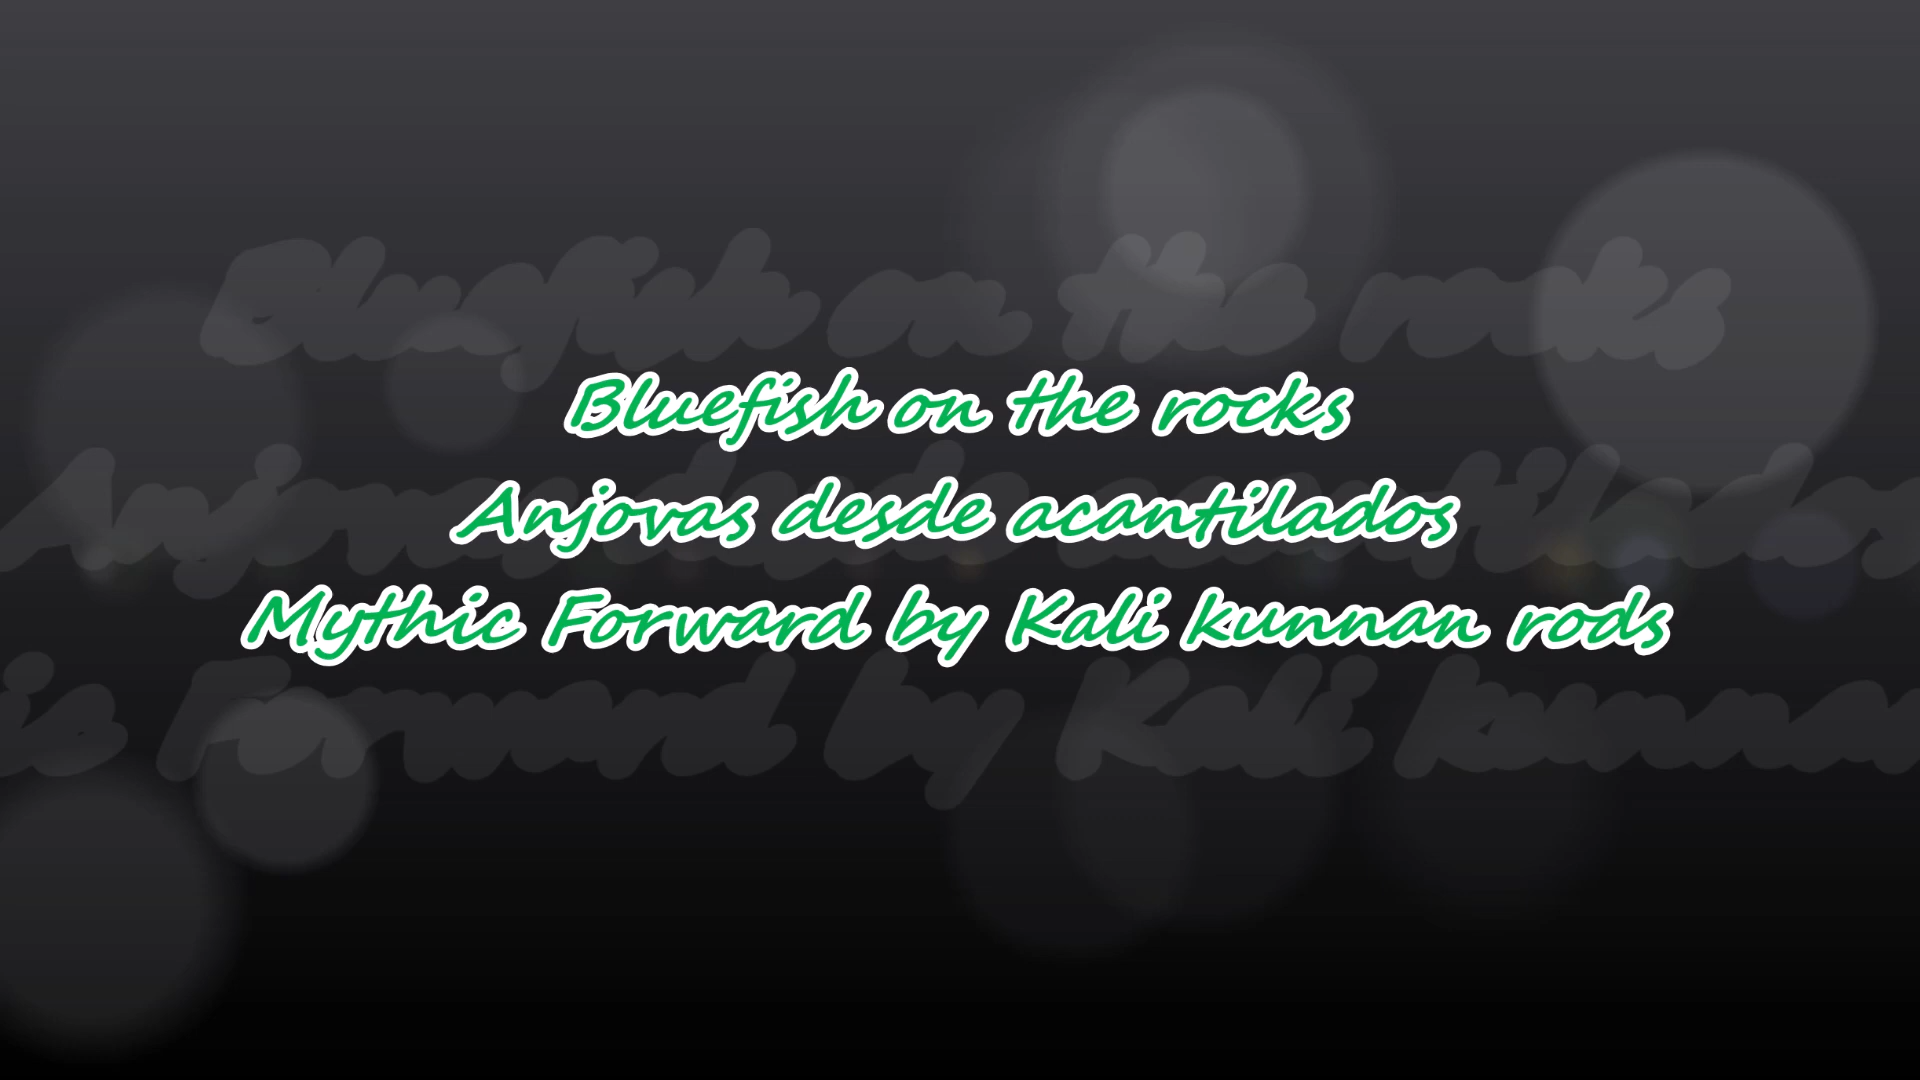 Bluefish on the rocks
Anjovas desde acantilados
Mythic Forward by Kali kunnan rods